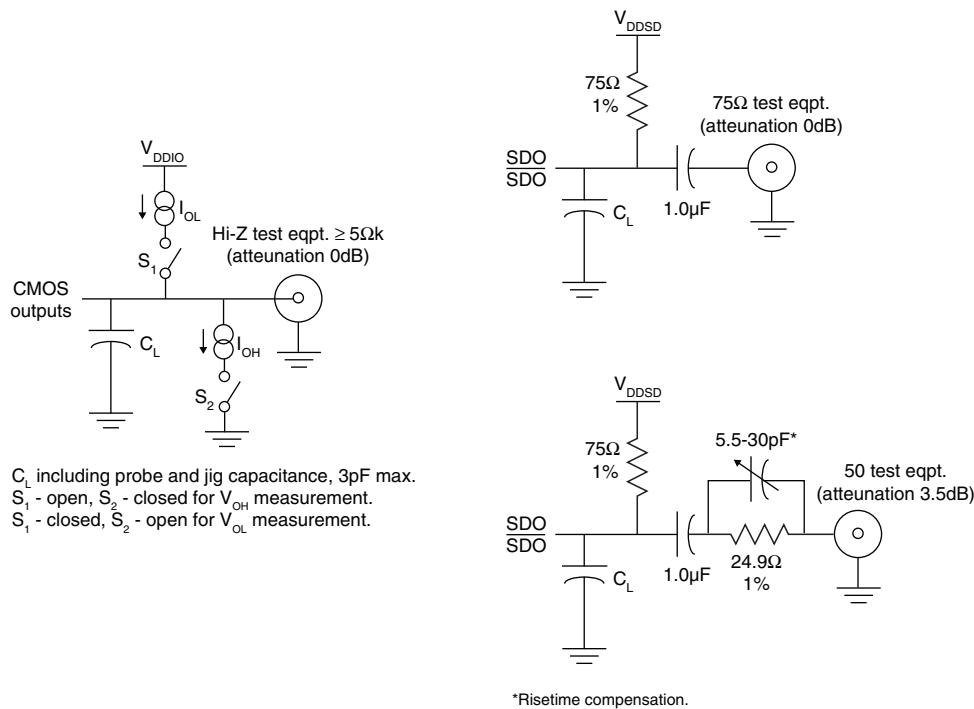 V_DDIO
I_OL
S_1
Hi-Z test eqpt. ≥ 5Ωk
(atteunation 0dB)
CMOS
outputs
C_L
I_OH
S_2
C_L including probe and jig capacitance, 3pF max.
S_1 - open, S_2 - closed for V_OH measurement.
S_1 - closed, S_2 - open for V_OL measurement.
V_DDSD
75Ω
1%
75Ω test eqpt.
(atteunation 0dB)
SDO
SDO
C_L
1.0µF
V_DDSD
75Ω
1%
5.5-30pF*
50 test eqpt.
(atteunation 3.5dB)
SDO
SDO
C_L
1.0µF
24.9Ω
1%
*Risetime compensation.